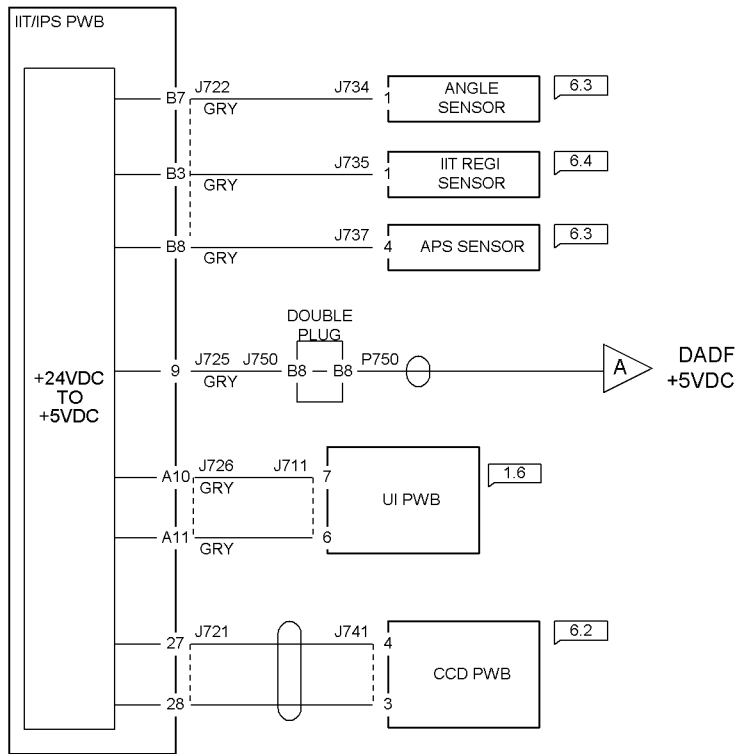 IIT/IPS PWB
+24VDC
TO
+5VDC
B7 J722 J734 1 ANGLE SENSOR 6.3
GRY
B3 J735 1 IIT REGI SENSOR 6.4
GRY
B8 J737 4 APS SENSOR 6.3
GRY
DOUBLE
PLUG
9 J725 J750 B8 B8 P750 A DADF
GRY +5VDC
A10 J726 J711 7 UI PWB 1.6
GRY
A11 6
GRY
27 J721 J741 4 CCD PWB 6.2
28 3